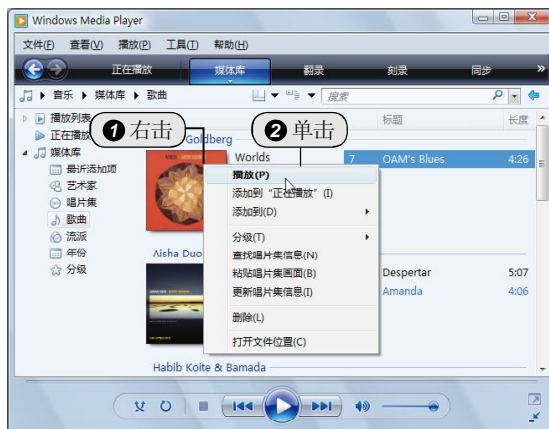 Windows Media Player
文件(F) 查看(V) 播放(P) 工具(T) 帮助(H)
正在播放 媒体库 翻录 刻录 同步 »
音乐 媒体库 歌曲 搜索
播放列表 标题 长度
正在播
❶右击 ❷单击
Goldberg
媒体库 Worlds 7 OAM's Blues 4:26
最近添加项
艺术家
唱片集
歌曲
流派
年份
分级
播放(P)
添加到“正在播放”(I)
添加到(D)
分级(T)
查找唱片集信息(N)
粘贴唱片集画面(B)
更新唱片集信息(I)
删除(L)
打开文件位置(C)
Aisha Duo
Despertar 5:07
Amanda 4:06
Habib Koite & Bamada